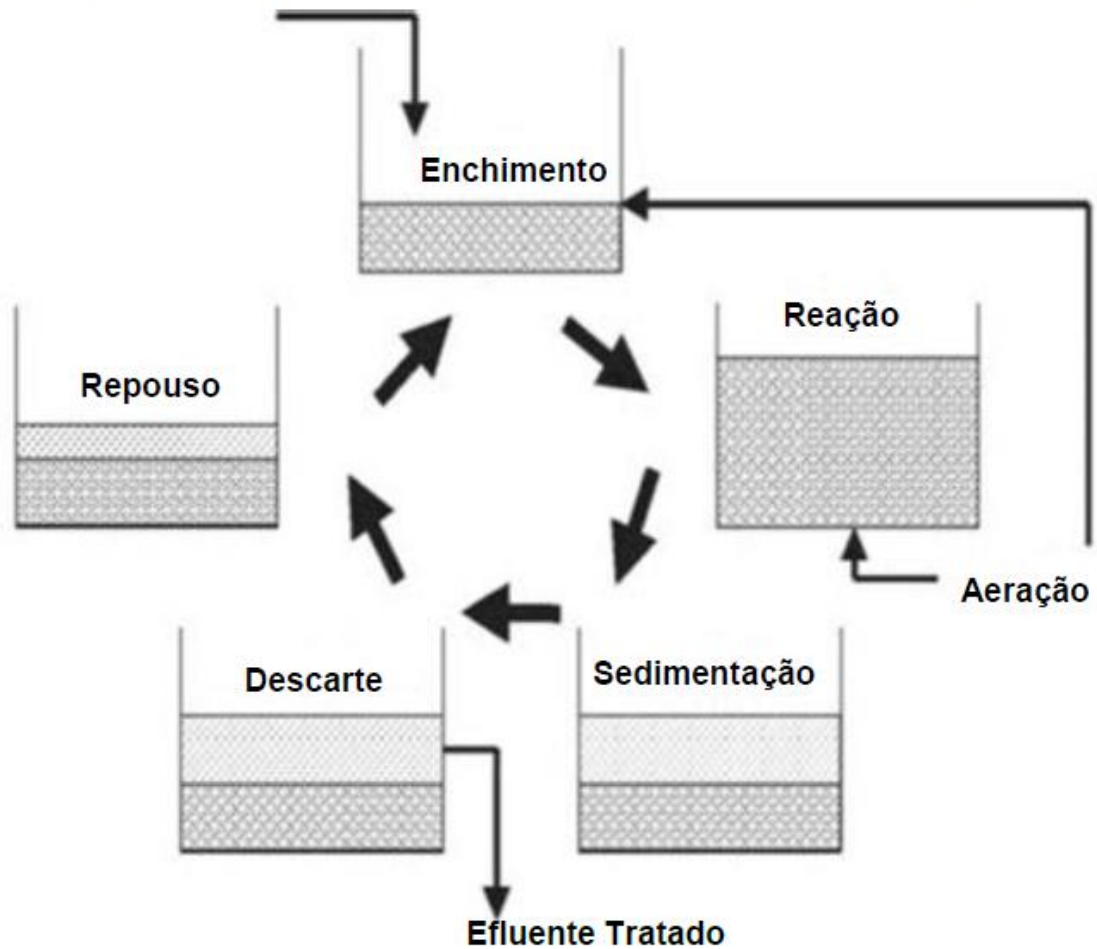 Enchimento
Reação
Repouso
Aeração
Sedimentação
Descarte
Efluente Tratado